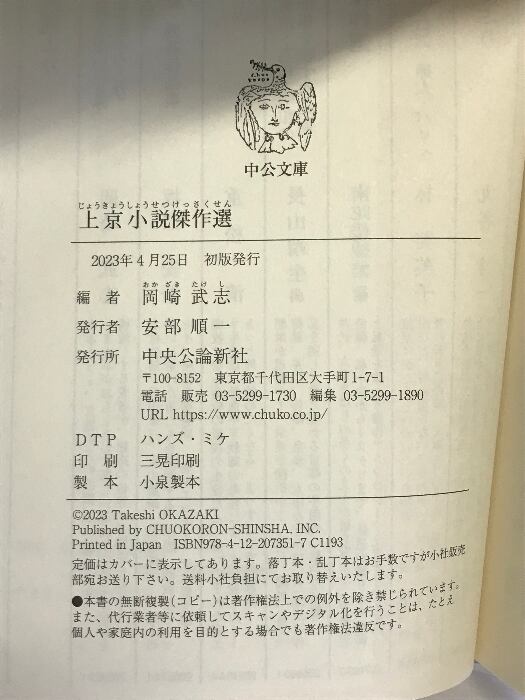 中公文庫
じょうきょうしょうせつけっさくせん
上京小説傑作選
2023年4月25日 初版発行
おかざき たけし
編者 岡崎武志
発行者 安部順一
発行所 中央公論新社
〒100-8152 東京都千代田区大手町1-7-1
電話 販売 03-5299-1730 編集 03-5299-1890
URL https://www.chuko.co.jp/
DTP ハンズ・ミケ
印刷 三晃印刷
製本 小泉製本
©2023 Takeshi OKAZAKI
Published by CHUOKORON-SHINSHA, INC.
Printed in Japan ISBN978-4-12-207351-7 C1193
定価はカバーに表示してあります。落丁本・乱丁本はお手数ですが小社販売
部宛お送り下さい。送料小社負担にてお取り替えいたします。
●本書の無断複製(コピー)は著作権法上での例外を除き禁じられています。
また、代行業者等に依頼してスキャンやデジタル化を行うことは、たとえ
個人や家庭内の利用を目的とする場合でも著作権法違反です。